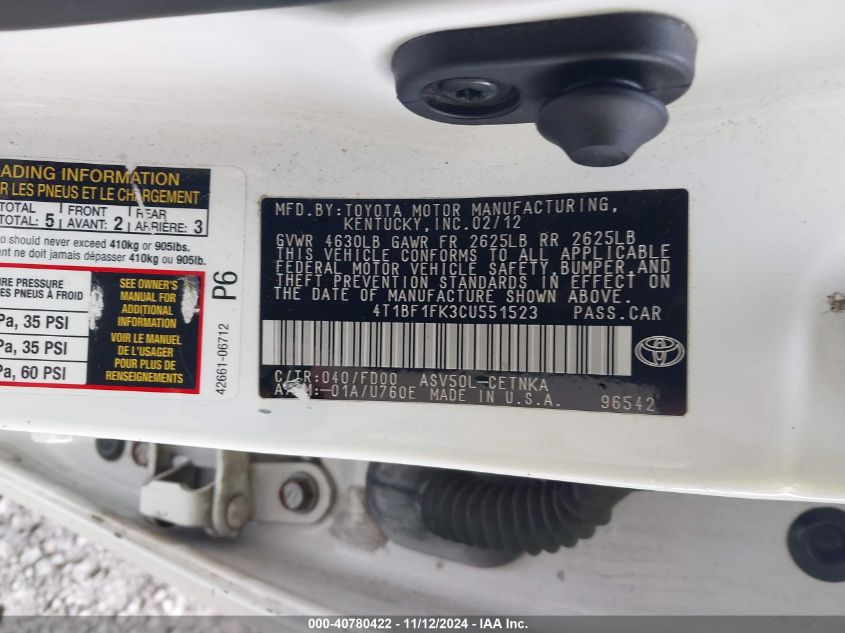 ADING INFORMATION
R LES PNEUS ET LE CHARGEMENT
TOTAL FRONT REAR
TOTAL: 5 AVANT: 2 ARRIÈRE: 3
should never exceed 410kg or 905lbs.
ent ne doit jamais dépasser 410kg ou 905lb.
IRE PRESSURE
ES PNEUS À FROID
Pa, 35 PSI
Pa, 35 PSI
a, 60 PSI
SEE OWNER'S
MANUAL FOR
ADDITIONAL
INFORMATION
VOIR LE MANUEL
DE L'USAGER
POUR PLUS DE
RENSEIGNEMENTS
42661-06712 P6
MFD.BY: TOYOTA MOTOR MANUFACTURING,
KENTUCKY, INC. 02/12
GVWR 4630LB GAWR FR 2625LB RR 2625LB
THIS VEHICLE CONFORMS TO ALL APPLICABLE
FEDERAL MOTOR VEHICLE SAFETY, BUMPER, AND
THEFT PREVENTION STANDARDS IN EFFECT ON
THE DATE OF MANUFACTURE SHOWN ABOVE.
4T1BF1FK3CU551523 PASS.CAR
C/TR: 040/FD00 ASV50L-CETNKA
-01A/U760E MADE IN U.S.A. 96542
000-40780422 - 11/12/2024 - IAA Inc.